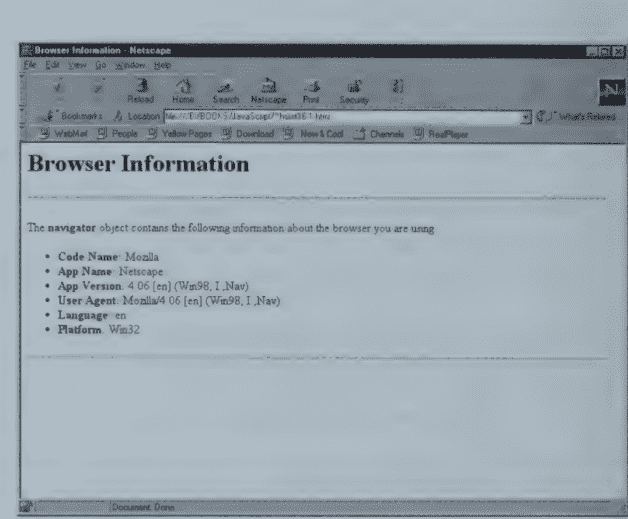 Browser Information - Netscape
File Edit View Go Window Help
Reload Home Search Netscape Print Security
Bookmarks Location What's Related
WebMail People Yellow Pages Download New & Cool Channels RealPlayer
Browser Information
The navigator object contains the following information about the browser you are using
• Code Name: Mozilla
• App Name: Netscape
• App Version: 4.06 [en] (Win98; I ;Nav)
• User Agent: Mozilla/4.06 [en] (Win98; I ;Nav)
• Language: en
• Platform: Win32
Document: Done